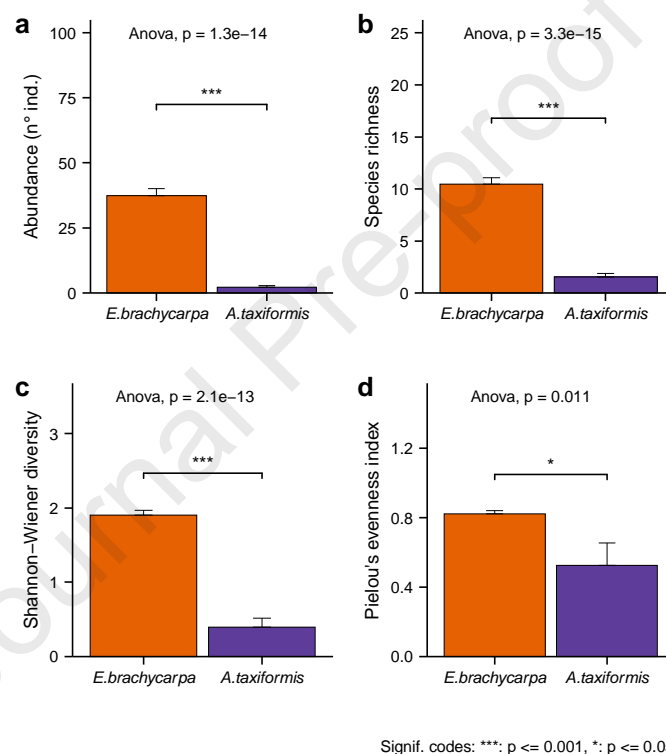 a
Anova, p = 1.3e−14
***
Abundance (n° ind.)
100
75
50
25
0
E.brachycarpa A.taxiformis
b
Anova, p = 3.3e−15
***
Species richness
25
20
15
10
5
0
E.brachycarpa A.taxiformis
c
Anova, p = 2.1e−13
***
Shannon−Wiener diversity
3
2
1
0
E.brachycarpa A.taxiformis
d
Anova, p = 0.011
*
Pielou's evenness index
1.2
0.8
0.4
0.0
E.brachycarpa A.taxiformis
Signif. codes: ***: p <= 0.001, *: p <= 0.0
Journal Pre-proof